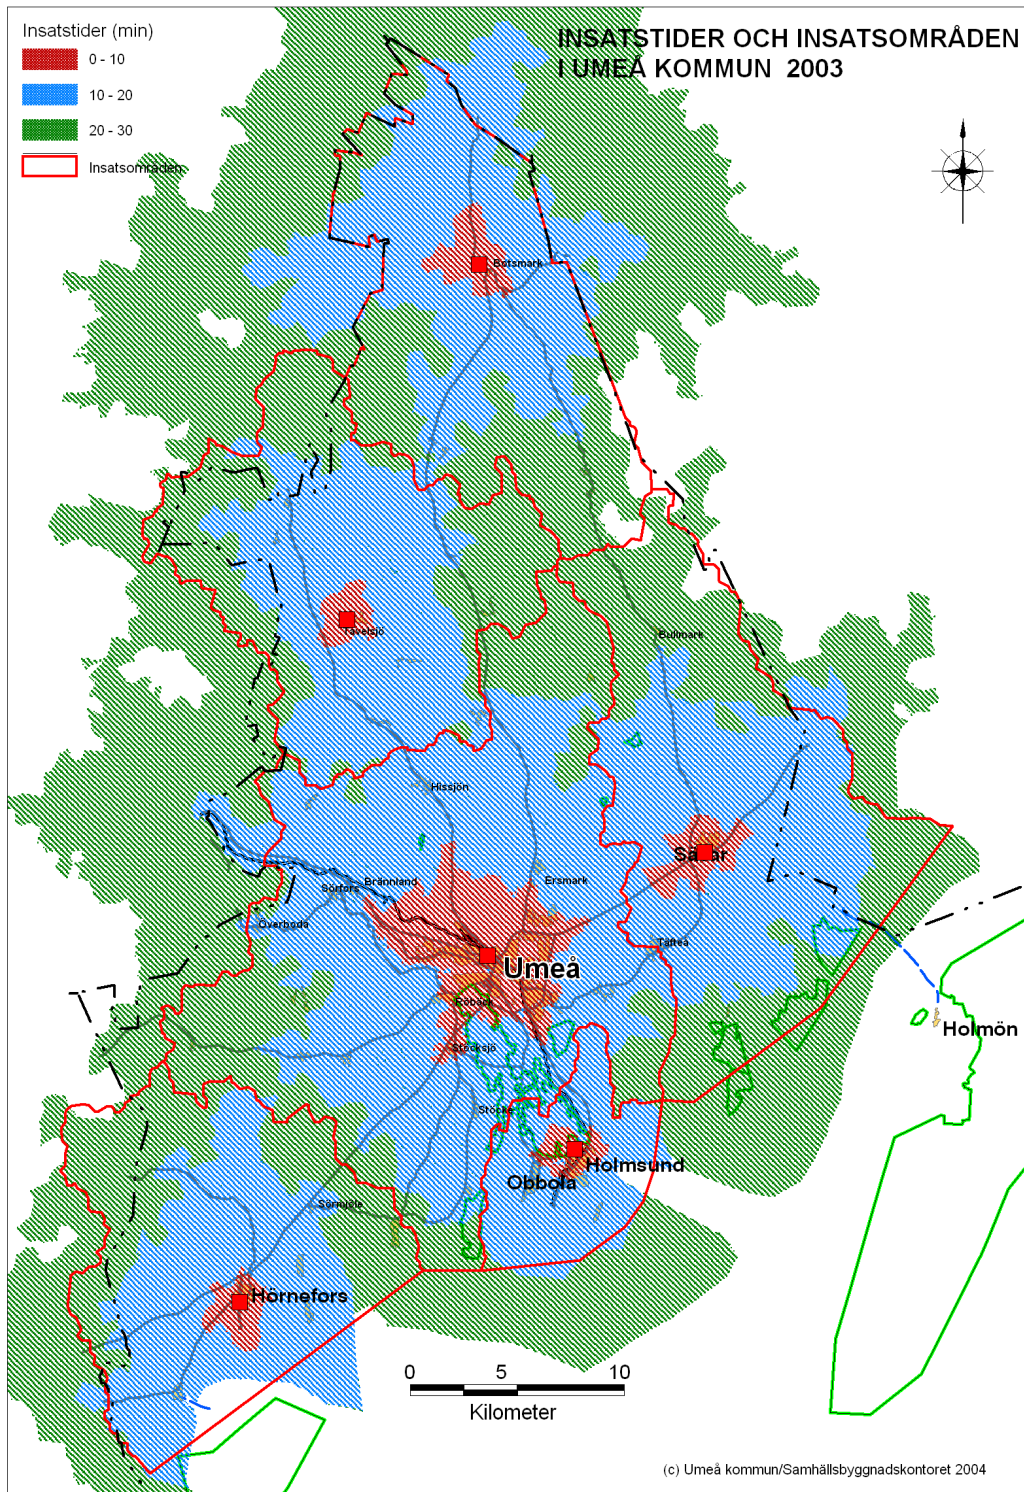 Insatstider (min)
0 - 10
10 - 20
20 - 30
Insatsområden
INSATSTIDER OCH INSATSOMRÅDEN
I UMEÅ KOMMUN 2003
Botsmark
Tavelsjö
Bullmark
Hissjön
Sävar
Ersmark
Brännland
Sörfors
Överboda
Täfteå
Umeå
Röbäck
Holmön
Stöcksjö
Stöcke
Holmsund
Obbola
Sörmjöle
Hörnefors
0 5 10
Kilometer
(c) Umeå kommun/Samhällsbyggnadskontoret 2004